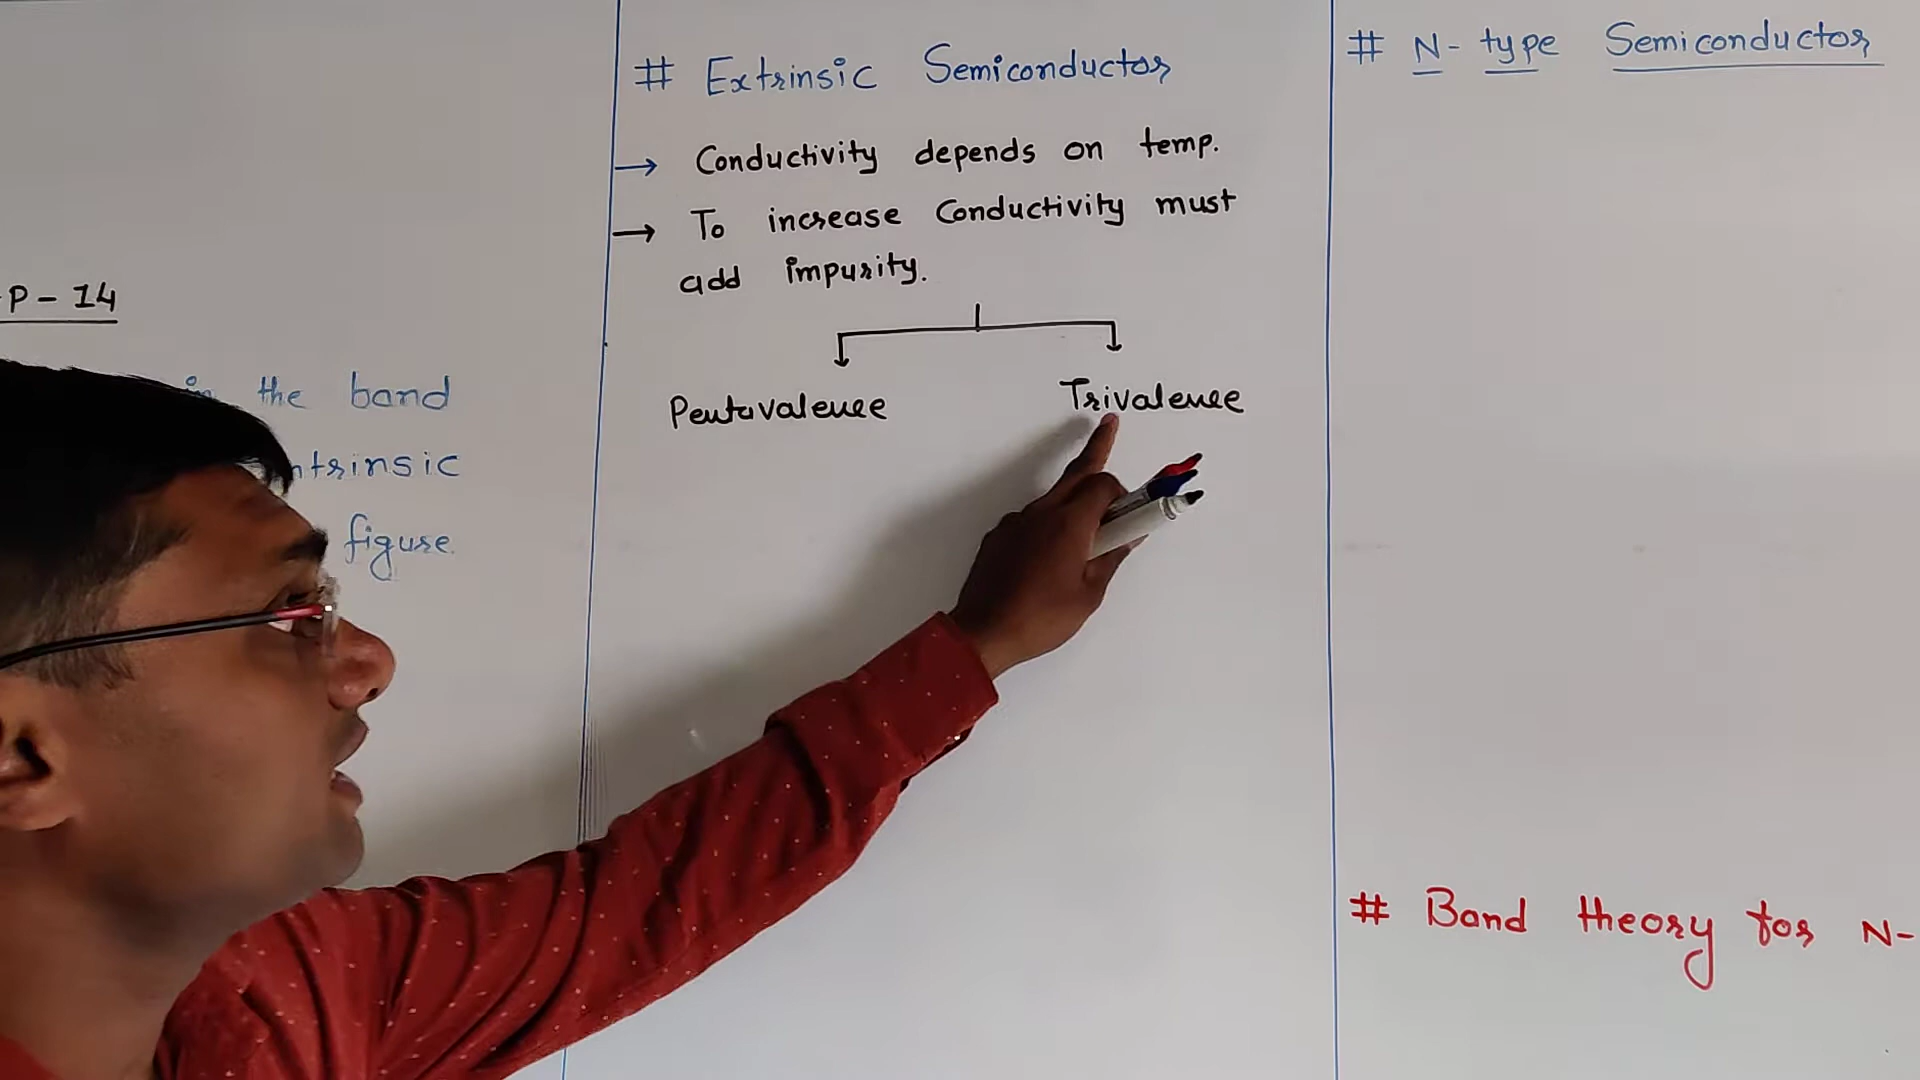 P - 14
the band
ntrinsic
figure.
# Extrinsic Semiconductor
→ Conductivity depends on temp.
→ To increase Conductivity must
add impurity.
Pentavalence
Trivalence
# N- type Semiconductor
# Band theory for N-